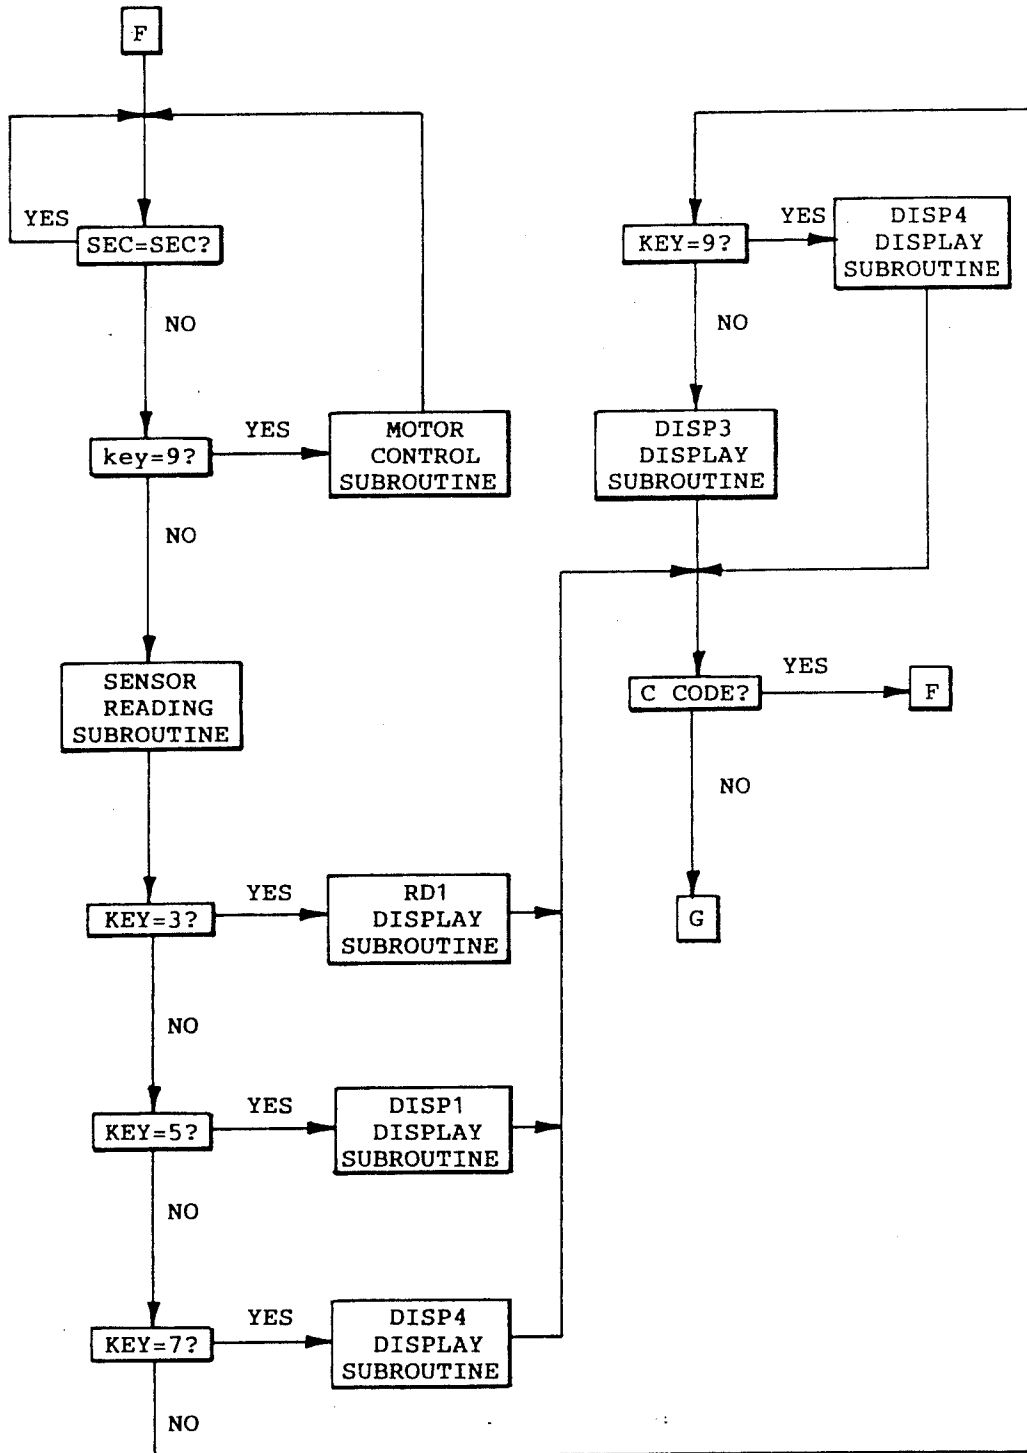 F
YES
SEC=SEC?
NO
key=9?
YES
MOTOR
CONTROL
SUBROUTINE
NO
SENSOR
READING
SUBROUTINE
KEY=3?
YES
RD1
DISPLAY
SUBROUTINE
NO
KEY=5?
YES
DISP1
DISPLAY
SUBROUTINE
NO
KEY=7?
YES
DISP4
DISPLAY
SUBROUTINE
NO
KEY=9?
YES
DISP4
DISPLAY
SUBROUTINE
NO
DISP3
DISPLAY
SUBROUTINE
C CODE?
YES
F
NO
G